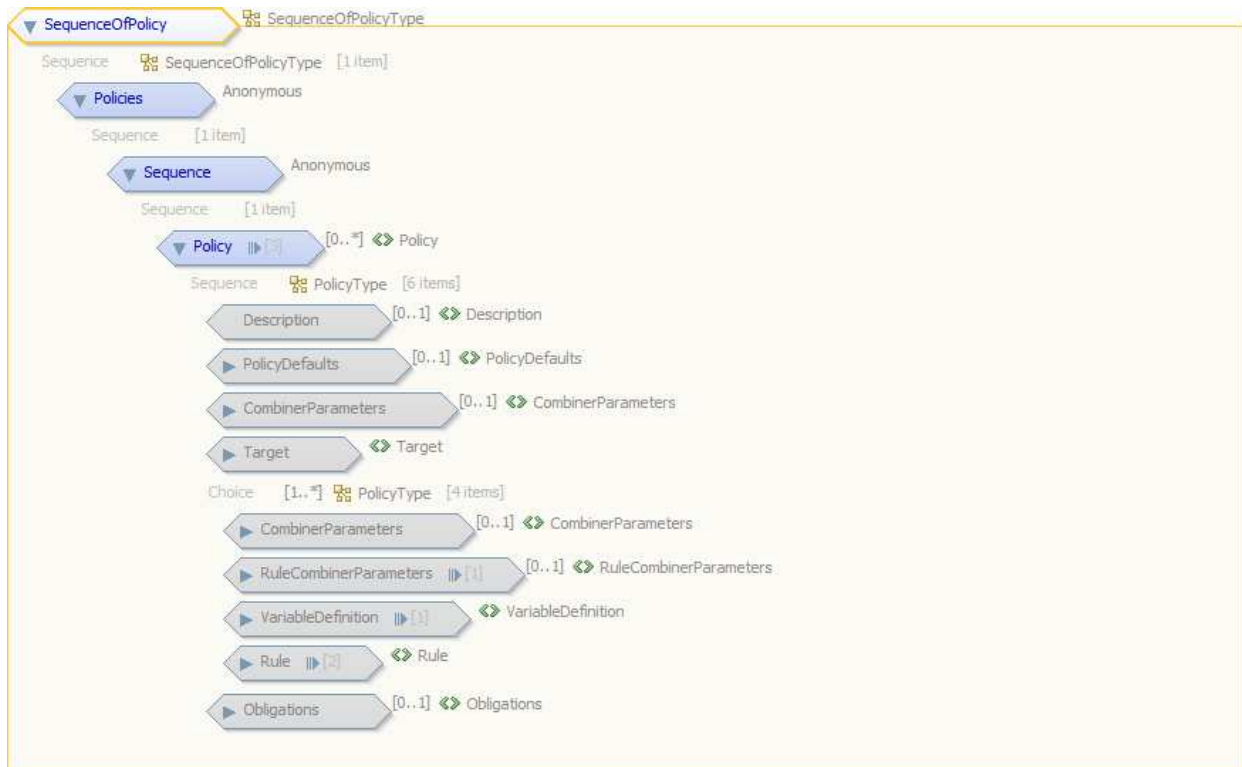 SequenceOfPolicy SequenceOfPolicyType
Sequence SequenceOfPolicyType [1 item]
Policies Anonymous
Sequence [1 item]
Sequence Anonymous
Sequence [1 item]
Policy [3] [0..*] Policy
Sequence PolicyType [6 items]
Description [0..1] Description
PolicyDefaults [0..1] PolicyDefaults
CombinerParameters [0..1] CombinerParameters
Target Target
Choice [1..*] PolicyType [4 items]
CombinerParameters [0..1] CombinerParameters
RuleCombinerParameters [1] [0..1] RuleCombinerParameters
VariableDefinition [1] VariableDefinition
Rule [2] Rule
Obligations [0..1] Obligations